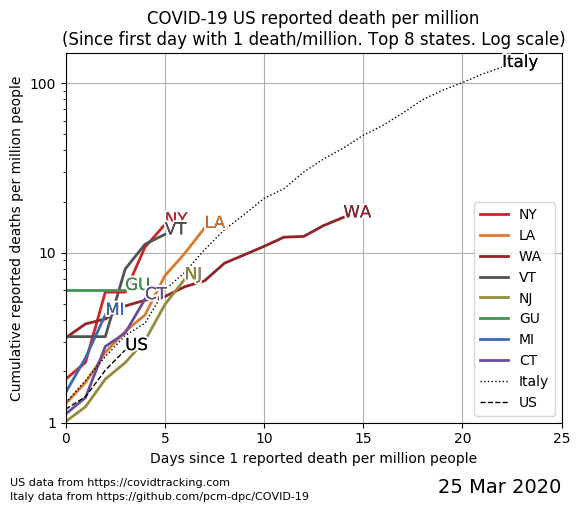 COVID-19 US reported death per million
(Since first day with 1 death/million. Top 8 states. Log scale)
Cumulative reported deaths per million people
100
10
1
Italy
NY
VT
LA
WA
NJ
GU
CT
MI
US
NY
LA
WA
VT
NJ
GU
MI
CT
Italy
US
0 5 10 15 20 25
Days since 1 reported death per million people
US data from https://covidtracking.com
Italy data from https://github.com/pcm-dpc/COVID-19
25 Mar 2020